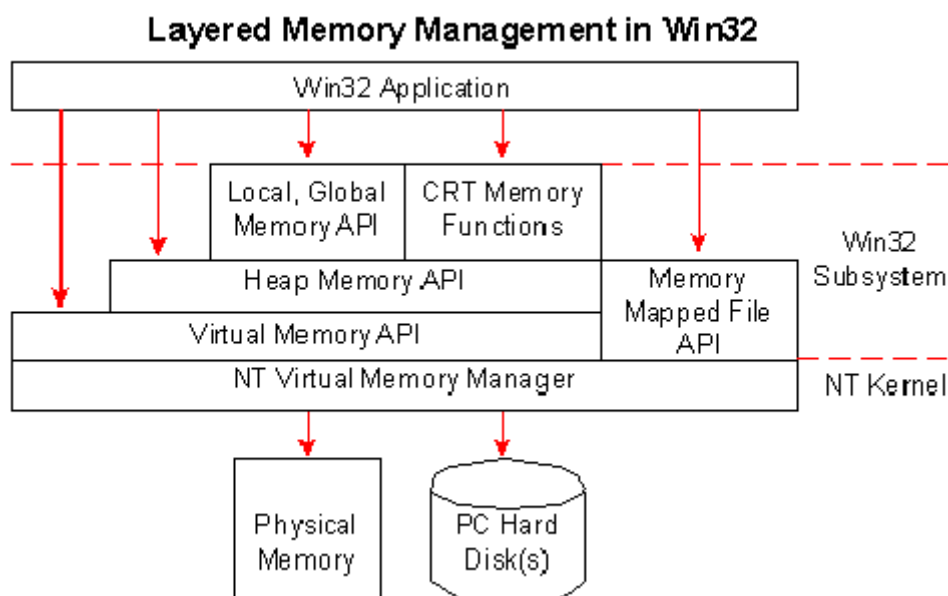 Layered Memory Management in Win32
Win32 Application
Local, Global
Memory API
CRT Memory
Functions
Heap Memory API
Memory
Mapped File
API
Virtual Memory API
Win32
Subsystem
NT Virtual Memory Manager
NT Kernel
Physical
Memory
PC Hard
Disk(s)